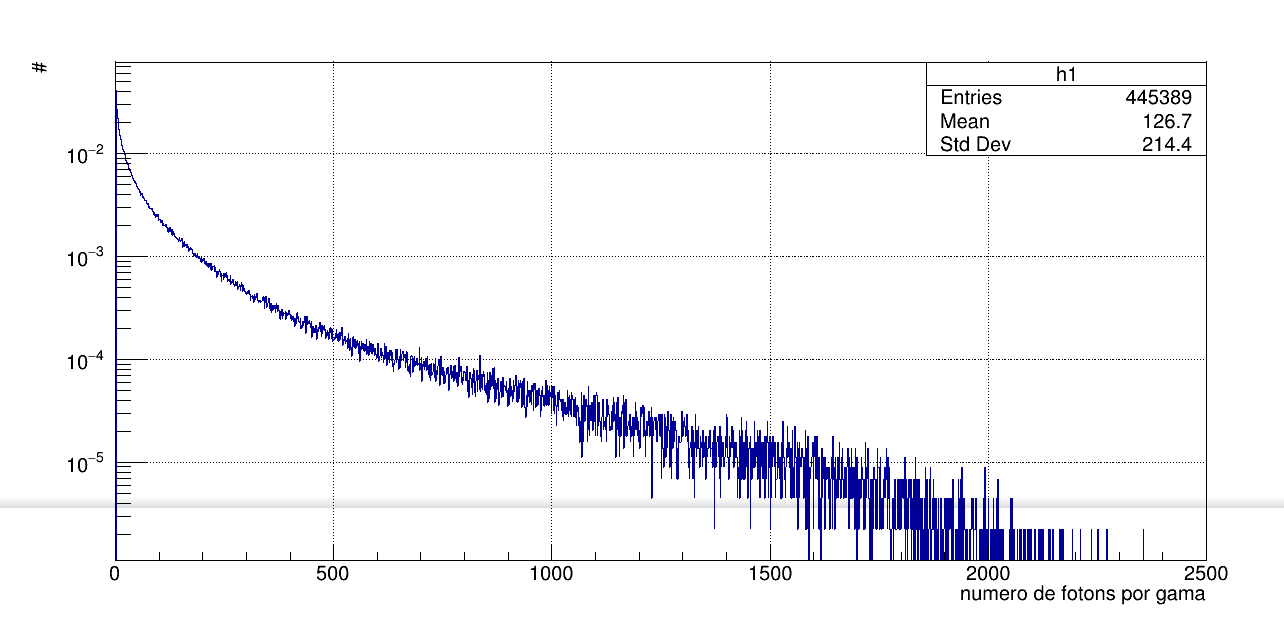 #
h1
Entries 445389
Mean 126.7
Std Dev 214.4
10−2
10−3
10−4
10−5
0 500 1000 1500 2000 2500
numero de fotons por gama